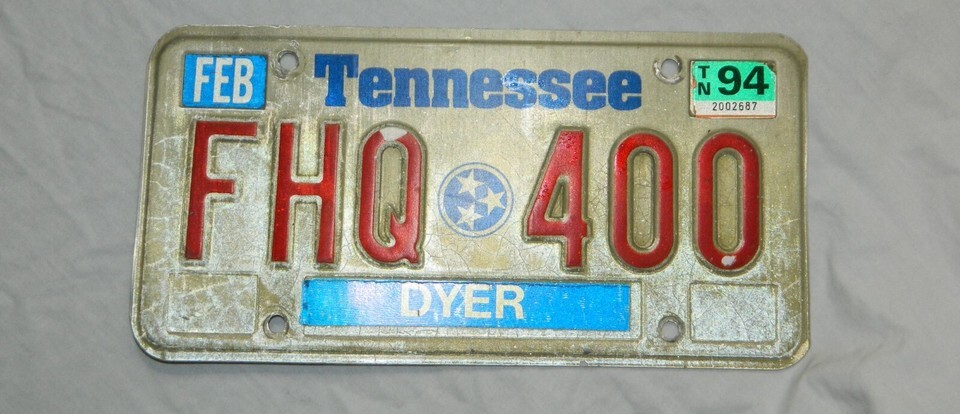 FEB Tennessee TN 94
2002687
FHQ 400
DYER